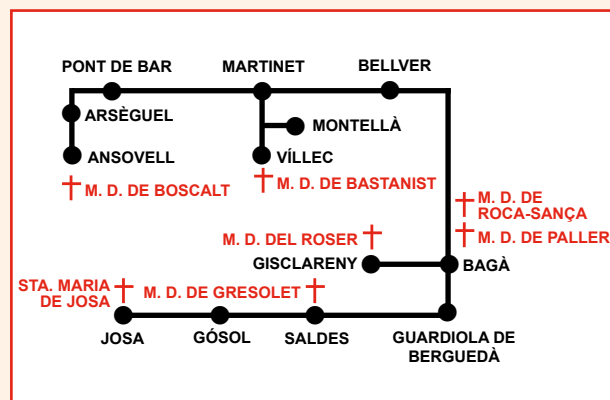 PONT DE BAR
MARTINET
BELLVER
ARSÈGUEL
MONTELLÀ
ANSOVELL
VÍLLEC
M. D. DE BOSCALT
M. D. DE BASTANIST
M. D. DE
ROCA-SANÇA
M. D. DE PALLER
M. D. DEL ROSER
GISCLARENY
BAGÀ
STA. MARIA
DE JOSA
M. D. DE GRESOLET
JOSA
GÓSOL
SALDES
GUARDIOLA DE
BERGUEDÀ